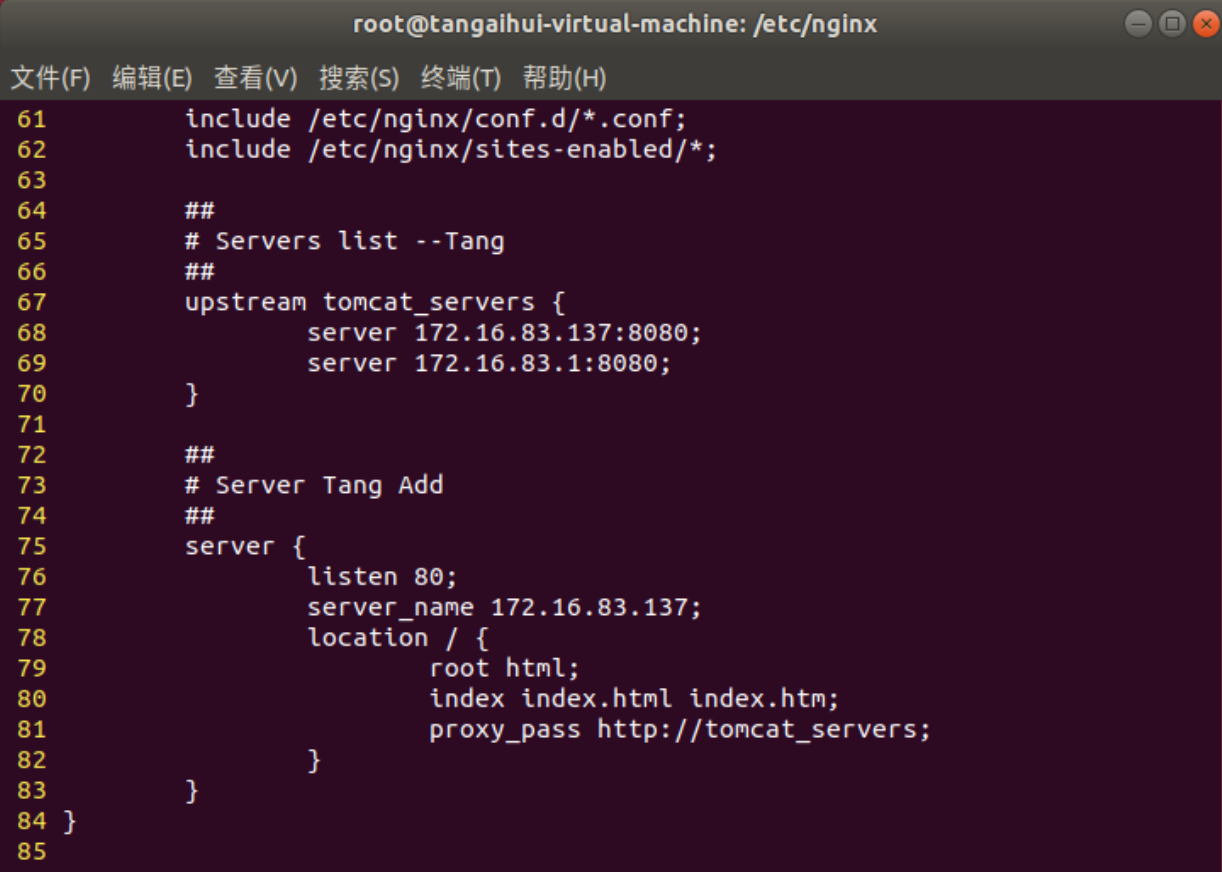 root@tangaihui-virtual-machine: /etc/nginx
文件(F) 编辑(E) 查看(V) 搜索(S) 终端(T) 帮助(H)
61 include /etc/nginx/conf.d/*.conf;
62 include /etc/nginx/sites-enabled/*;
63
64 ##
65 # Servers list --Tang
66 ##
67 upstream tomcat_servers {
68 server 172.16.83.137:8080;
69 server 172.16.83.1:8080;
70 }
71
72 ##
73 # Server Tang Add
74 ##
75 server {
76 listen 80;
77 server_name 172.16.83.137;
78 location / {
79 root html;
80 index index.html index.htm;
81 proxy_pass http://tomcat_servers;
82 }
83 }
84 }
85